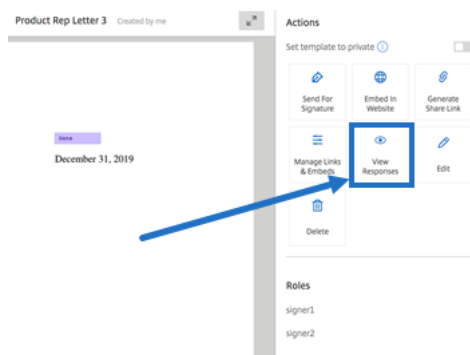 Product Rep Letter 3 Created by me
Date
December 31, 2019
Actions
Set template to private
Send For
Signature
Embed In
Website
Generate
Share Link
Manage Links
& Embeds
View
Responses
Edit
Delete
Roles
signer1
signer2